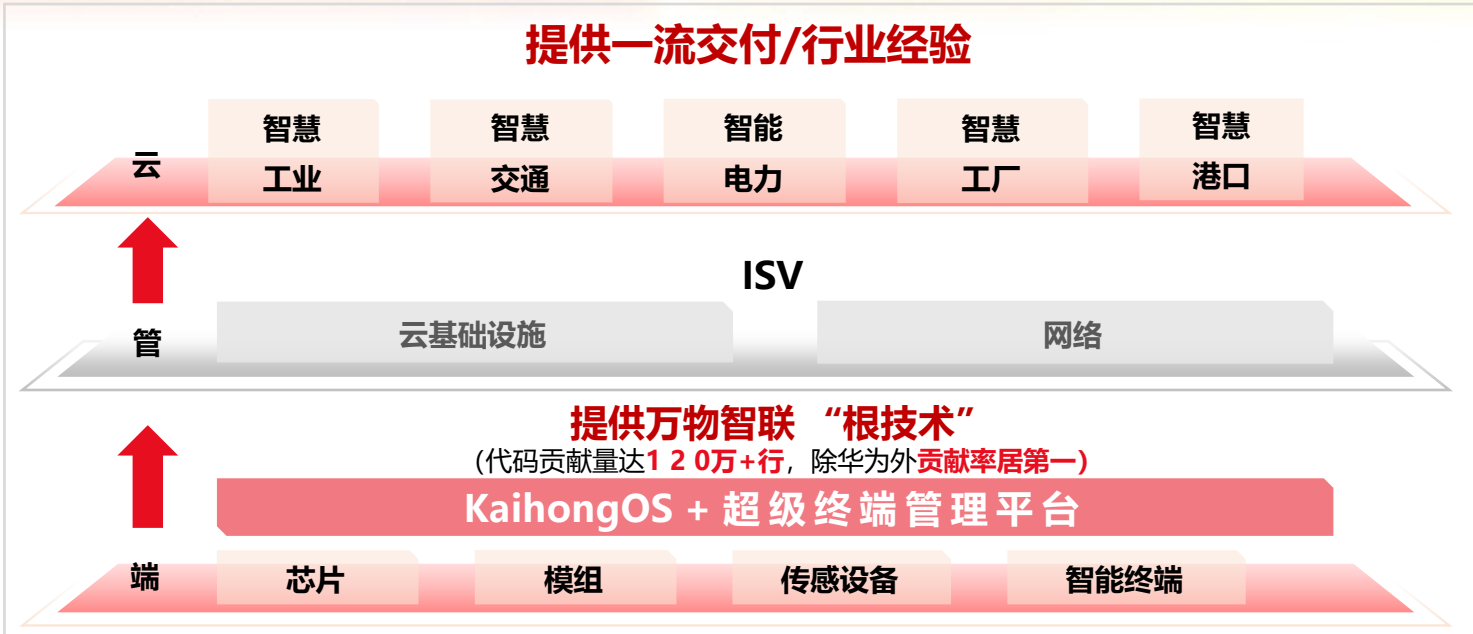 提供一流交付/行业经验
云
智慧
工业
智慧
交通
智能
电力
智慧
工厂
智慧
港口
ISV
管
云基础设施
网络
提供万物智联 “根技术”
(代码贡献量达1 2 0万+行，除华为外贡献率居第一)
KaihongOS + 超级终端管理平台
端
芯片
模组
传感设备
智能终端